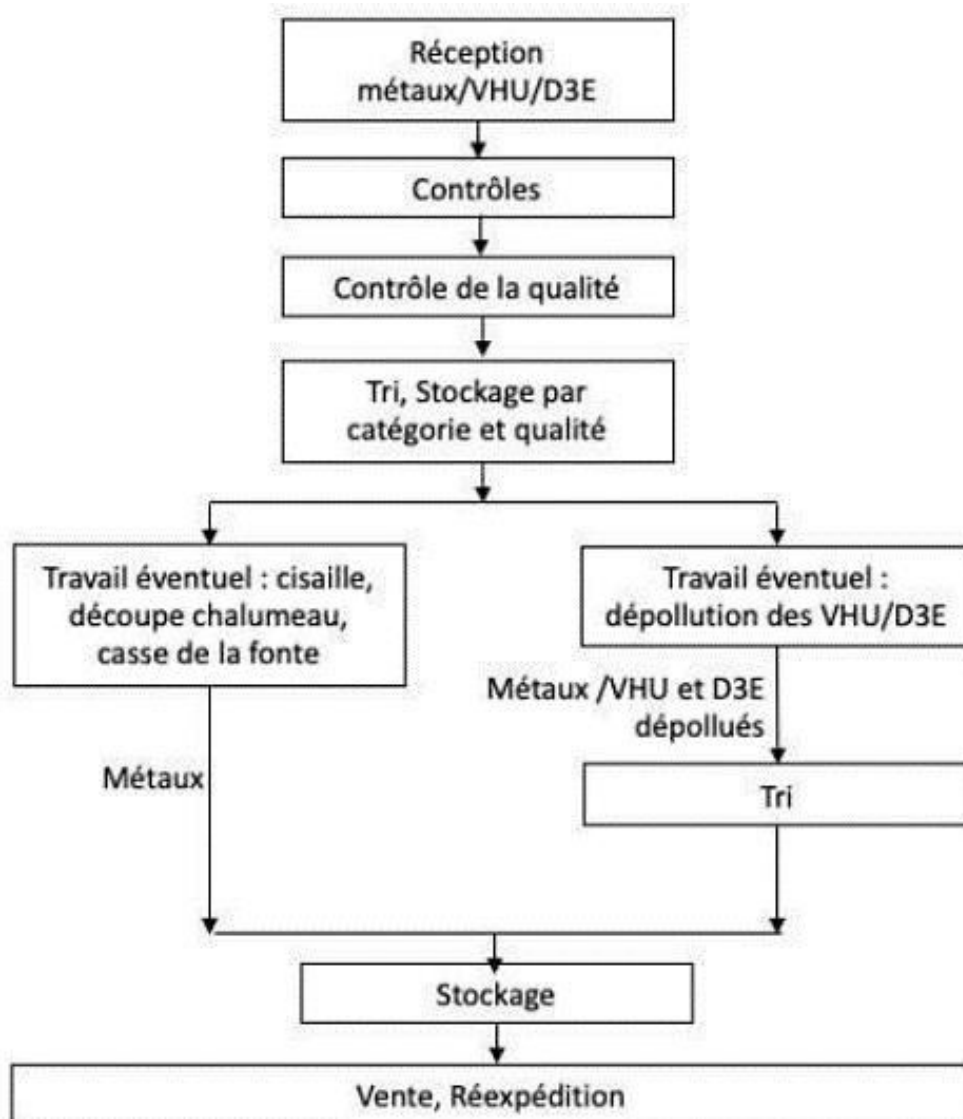 Réception
métaux/VHU/D3E
Contrôles
Contrôle de la qualité
Tri, Stockage par
catégorie et qualité
Travail éventuel : cisaille,
découpe chalumeau,
casse de la fonte
Travail éventuel :
dépollution des VHU/D3E
Métaux /VHU et D3E
dépollués
Métaux
Tri
Stockage
Vente, Réexpédition